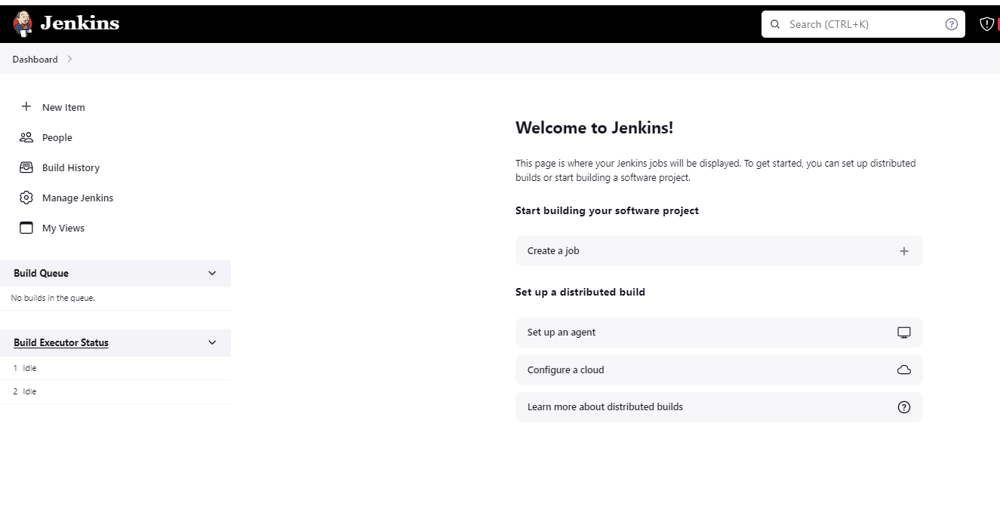 Jenkins
Search (CTRL+K)
Dashboard
New Item
People
Build History
Manage Jenkins
My Views
Build Queue
No builds in the queue.
Build Executor Status
1 Idle
2 Idle
Welcome to Jenkins!
This page is where your Jenkins jobs will be displayed. To get started, you can set up distributed
builds or start building a software project.
Start building your software project
Create a job
Set up a distributed build
Set up an agent
Configure a cloud
Learn more about distributed builds